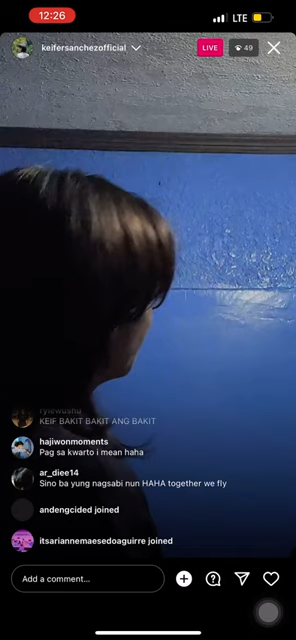 12:26
LTE
keifersanchezofficial
LIVE
49
ryliwushu
KEIF BAKIT BAKIT ANG BAKIT
hajiwonmoments
Pag sa kwarto i mean haha
ar_diee14
Sino ba yung nagsabi nun HAHA together we fly
andengcided joined
itsariannemaesedoaguirre joined
Add a comment...